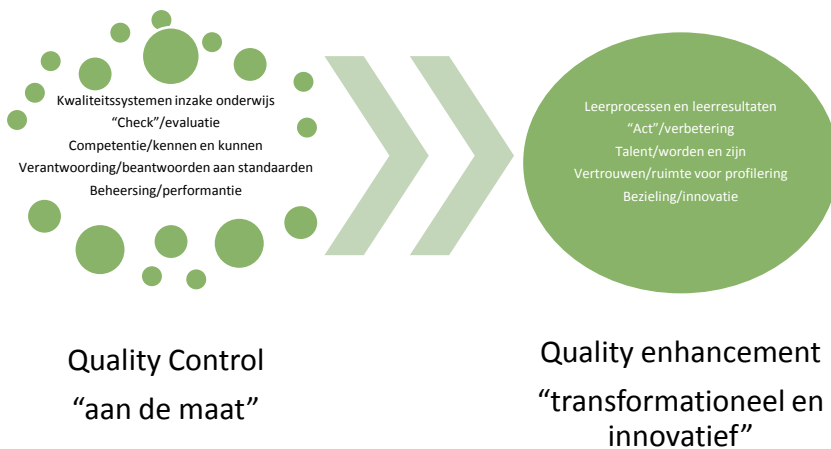 Kwaliteitssystemen inzake onderwijs
“Check”/evaluatie
Competentie/kennen en kunnen
Verantwoording/beantwoorden aan standaarden
Beheersing/performantie
Leerprocessen en leerresultaten
“Act”/verbetering
Talent/worden en zijn
Vertrouwen/ruimte voor profilering
Bezieling/innovatie
Quality Control
“aan de maat”
Quality enhancement
“transformationeel en
innovatief”